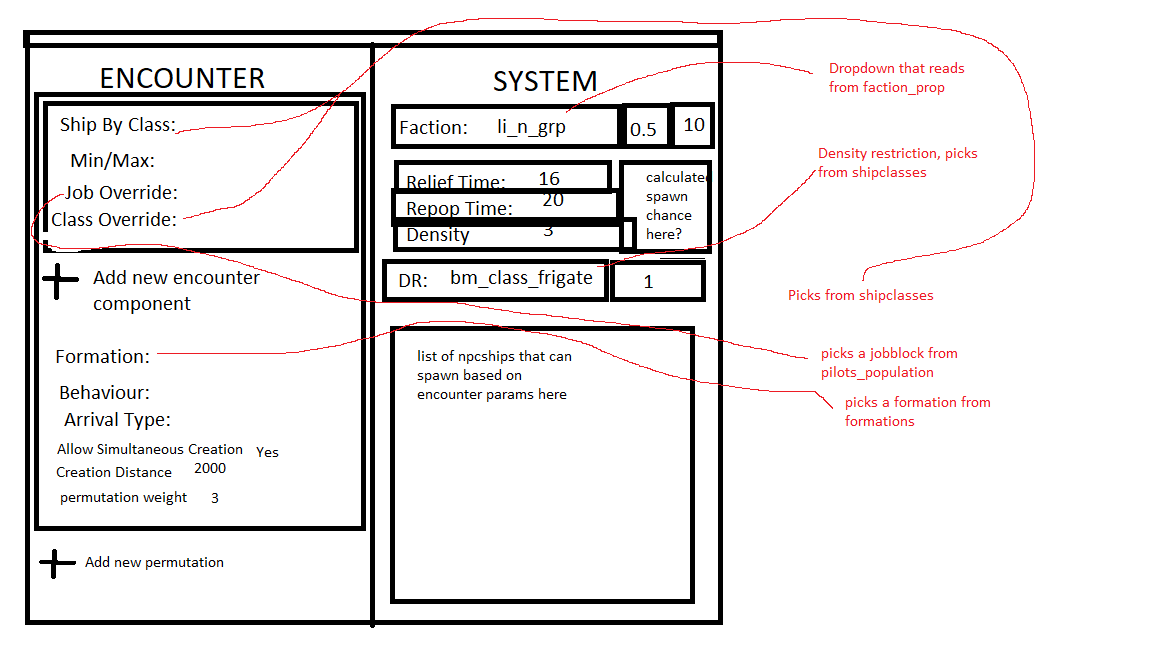 ENCOUNTER
Ship By Class:
Min/Max:
Job Override:
Class Override:
Add new encounter
component
Formation:
Behaviour:
Arrival Type:
Allow Simultaneous Creation Yes
Creation Distance 2000
permutation weight 3
Add new permutation
SYSTEM
Faction: li_n_grp 0.5 10
Relief Time: 16
Repop Time: 20
Density 3
calculated
spawn
chance
here?
DR: bm_class_frigate 1
list of npcships that can
spawn based on
encounter params here
Dropdown that reads
from faction_prop
Density restriction, picks
from shipclasses
Picks from shipclasses
picks a jobblock from
pilots_population
picks a formation from
formations